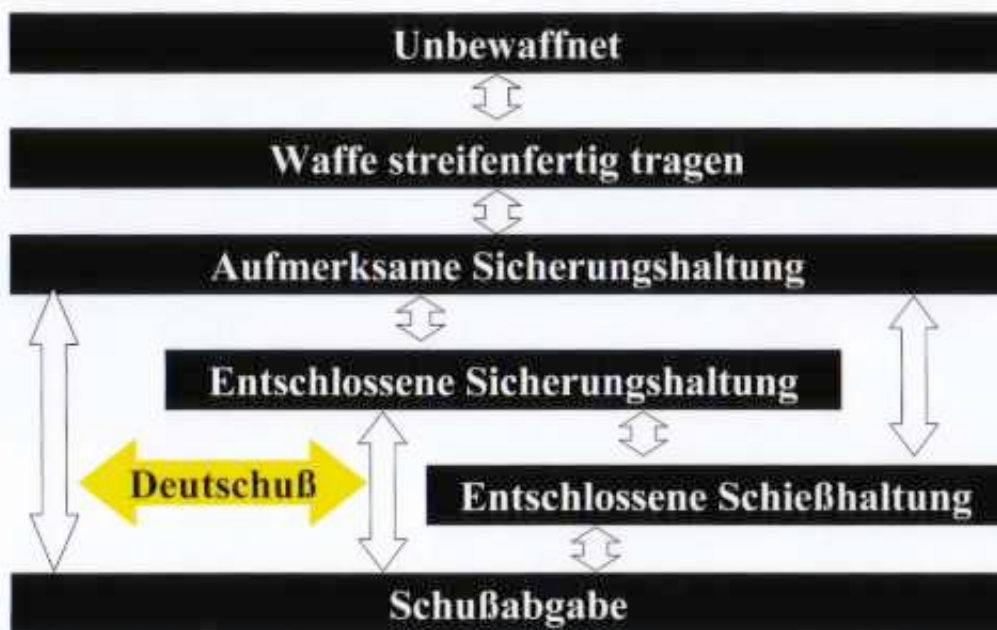 Unbewaffnet
Waffe streifenfertig tragen
Aufmerksame Sicherungshaltung
Entschlossene Sicherungshaltung
Deutschuß
Entschlossene Schießhaltung
Schußabgabe